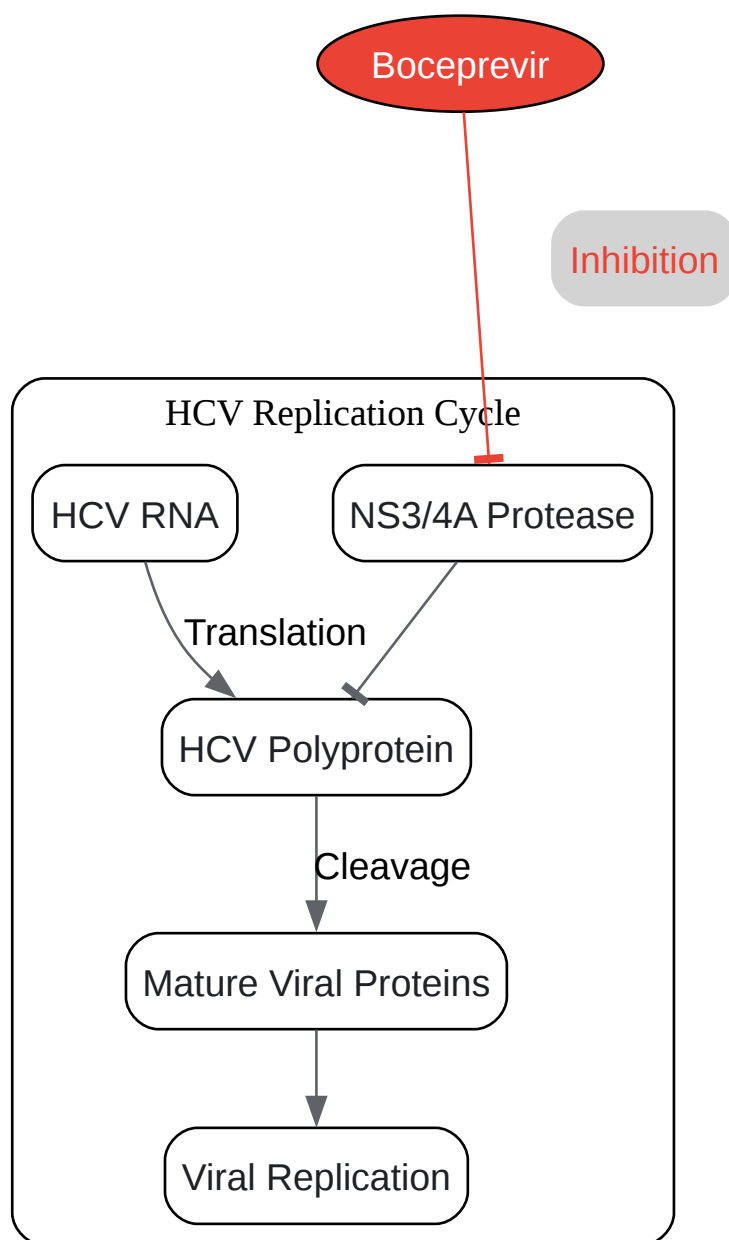 Boceprevir
Inhibition
HCV Replication Cycle
HCV RNA
NS3/4A Protease
Translation
HCV Polyprotein
Cleavage
Mature Viral Proteins
Viral Replication